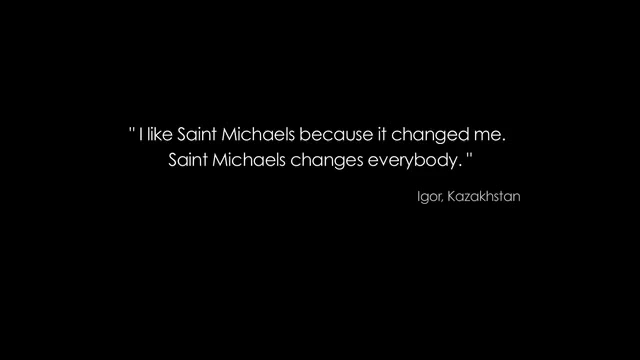 " I like Saint Michaels because it changed me.
Saint Michaels changes everybody. "
Igor, Kazakhstan